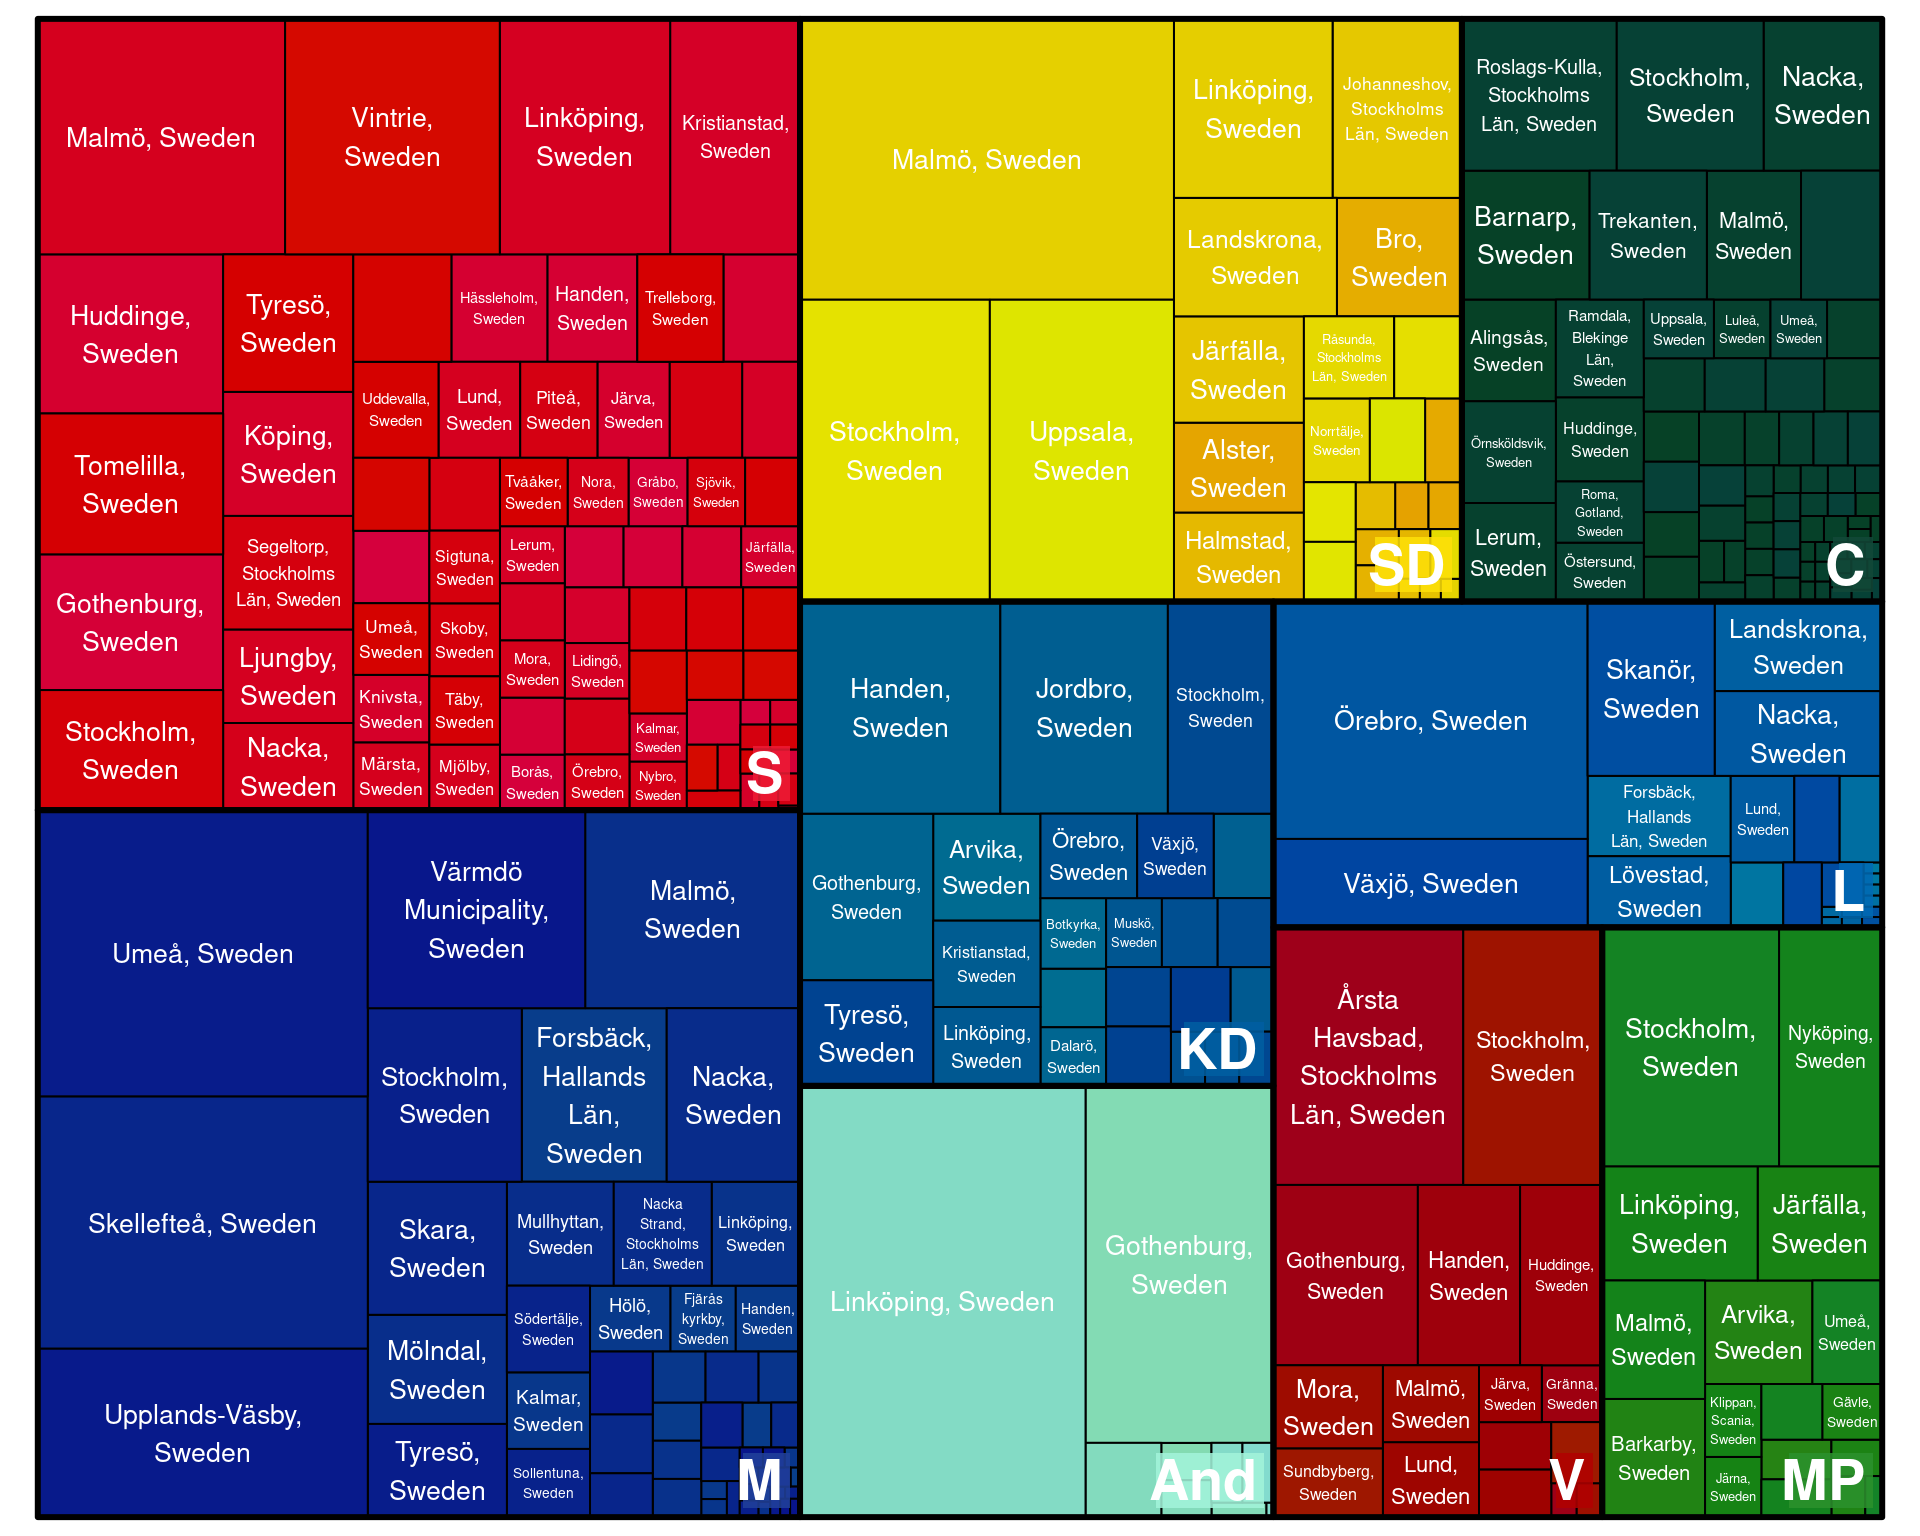 Malmö, Sweden
Vintrie,
Sweden
Linköping,
Sweden
Kristianstad,
Sweden
Huddinge,
Sweden
Tyresö,
Sweden
Hässleholm,
Sweden
Handen,
Sweden
Trelleborg,
Sweden
Uddevalla,
Sweden
Lund,
Sweden
Piteå,
Sweden
Järva,
Sweden
Tomelilla,
Sweden
Köping,
Sweden
Tvååker,
Sweden
Nora,
Sweden
Gråbo,
Sweden
Sjövik,
Sweden
Segeltorp,
Stockholms
Län, Sweden
Sigtuna,
Sweden
Lerum,
Sweden
Järfälla,
Sweden
Gothenburg,
Sweden
Umeå,
Sweden
Skoby,
Sweden
Ljungby,
Sweden
Mora,
Sweden
Lidingö,
Sweden
Knivsta,
Sweden
Täby,
Sweden
Stockholm,
Sweden
Nacka,
Sweden
Kalmar,
Sweden
Märsta,
Sweden
Mjölby,
Sweden
Borås,
Sweden
Örebro,
Sweden
Nybro,
Sweden
S
Malmö, Sweden
Linköping,
Sweden
Johanneshov,
Stockholms
Län, Sweden
Landskrona,
Sweden
Bro,
Sweden
Stockholm,
Sweden
Uppsala,
Sweden
Järfälla,
Sweden
Råsunda,
Stockholms
Län, Sweden
Alster,
Sweden
Norrtälje,
Sweden
Halmstad,
Sweden
SD
Roslags-Kulla,
Stockholms
Län, Sweden
Stockholm,
Sweden
Nacka,
Sweden
Barnarp,
Sweden
Trekanten,
Sweden
Malmö,
Sweden
Alingsås,
Sweden
Ramdala,
Blekinge
Län,
Sweden
Uppsala,
Sweden
Luleå,
Sweden
Umeå,
Sweden
Örnsköldsvik,
Sweden
Huddinge,
Sweden
Roma,
Gotland,
Sweden
Lerum,
Sweden
Östersund,
Sweden
C
Umeå, Sweden
Värmdö
Municipality,
Sweden
Malmö,
Sweden
Stockholm,
Sweden
Forsbäck,
Hallands
Län,
Sweden
Nacka,
Sweden
Skellefteå, Sweden
Skara,
Sweden
Mullhyttan,
Sweden
Nacka
Strand,
Stockholms
Län, Sweden
Linköping,
Sweden
Södertälje,
Sweden
Hölö,
Sweden
Fjärås
kyrkby,
Sweden
Handen,
Sweden
Mölndal,
Sweden
Kalmar,
Sweden
Upplands-Väsby,
Sweden
Tyresö,
Sweden
Sollentuna,
Sweden
M
Handen,
Sweden
Jordbro,
Sweden
Stockholm,
Sweden
Gothenburg,
Sweden
Arvika,
Sweden
Örebro,
Sweden
Växjö,
Sweden
Botkyrka,
Sweden
Muskö,
Sweden
Kristianstad,
Sweden
Tyresö,
Sweden
Linköping,
Sweden
Dalarö,
Sweden
KD
Linköping, Sweden
Gothenburg,
Sweden
And
Örebro, Sweden
Skanör,
Sweden
Landskrona,
Sweden
Nacka,
Sweden
Forsbäck,
Hallands
Län, Sweden
Lund,
Sweden
Växjö, Sweden
Lövestad,
Sweden
L
Årsta
Havsbad,
Stockholms
Län, Sweden
Stockholm,
Sweden
Gothenburg,
Sweden
Handen,
Sweden
Huddinge,
Sweden
Mora,
Sweden
Malmö,
Sweden
Järva,
Sweden
Gränna,
Sweden
Sundbyberg,
Sweden
Lund,
Sweden
V
Stockholm,
Sweden
Nyköping,
Sweden
Linköping,
Sweden
Järfälla,
Sweden
Malmö,
Sweden
Arvika,
Sweden
Umeå,
Sweden
Klippan,
Scania,
Sweden
Gävle,
Sweden
Barkarby,
Sweden
Järna,
Sweden
MP